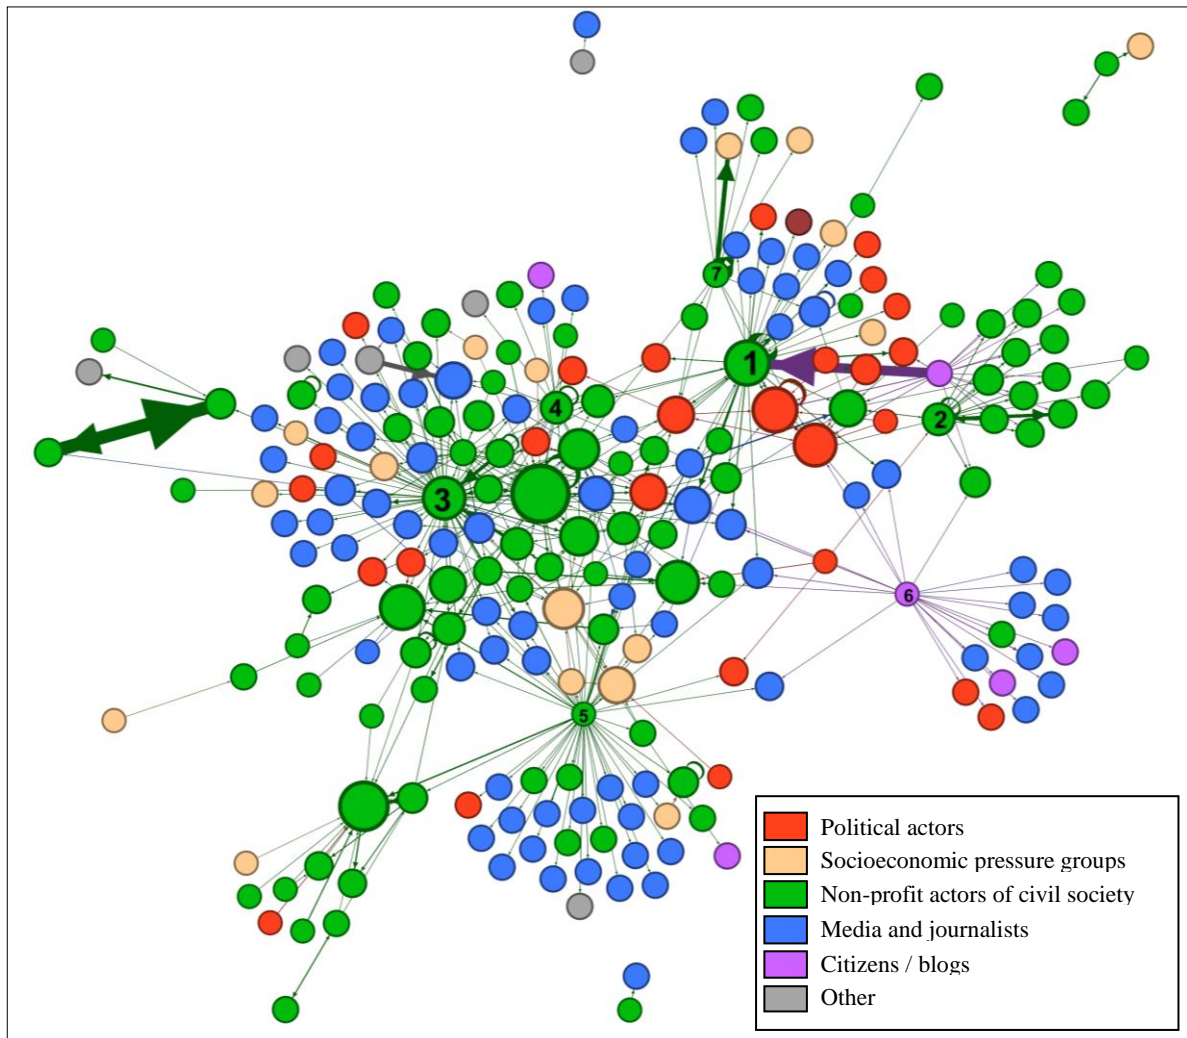 7
1
4
2
3
6
5
Political actors
Socioeconomic pressure groups
Non-profit actors of civil society
Media and journalists
Citizens / blogs
Other